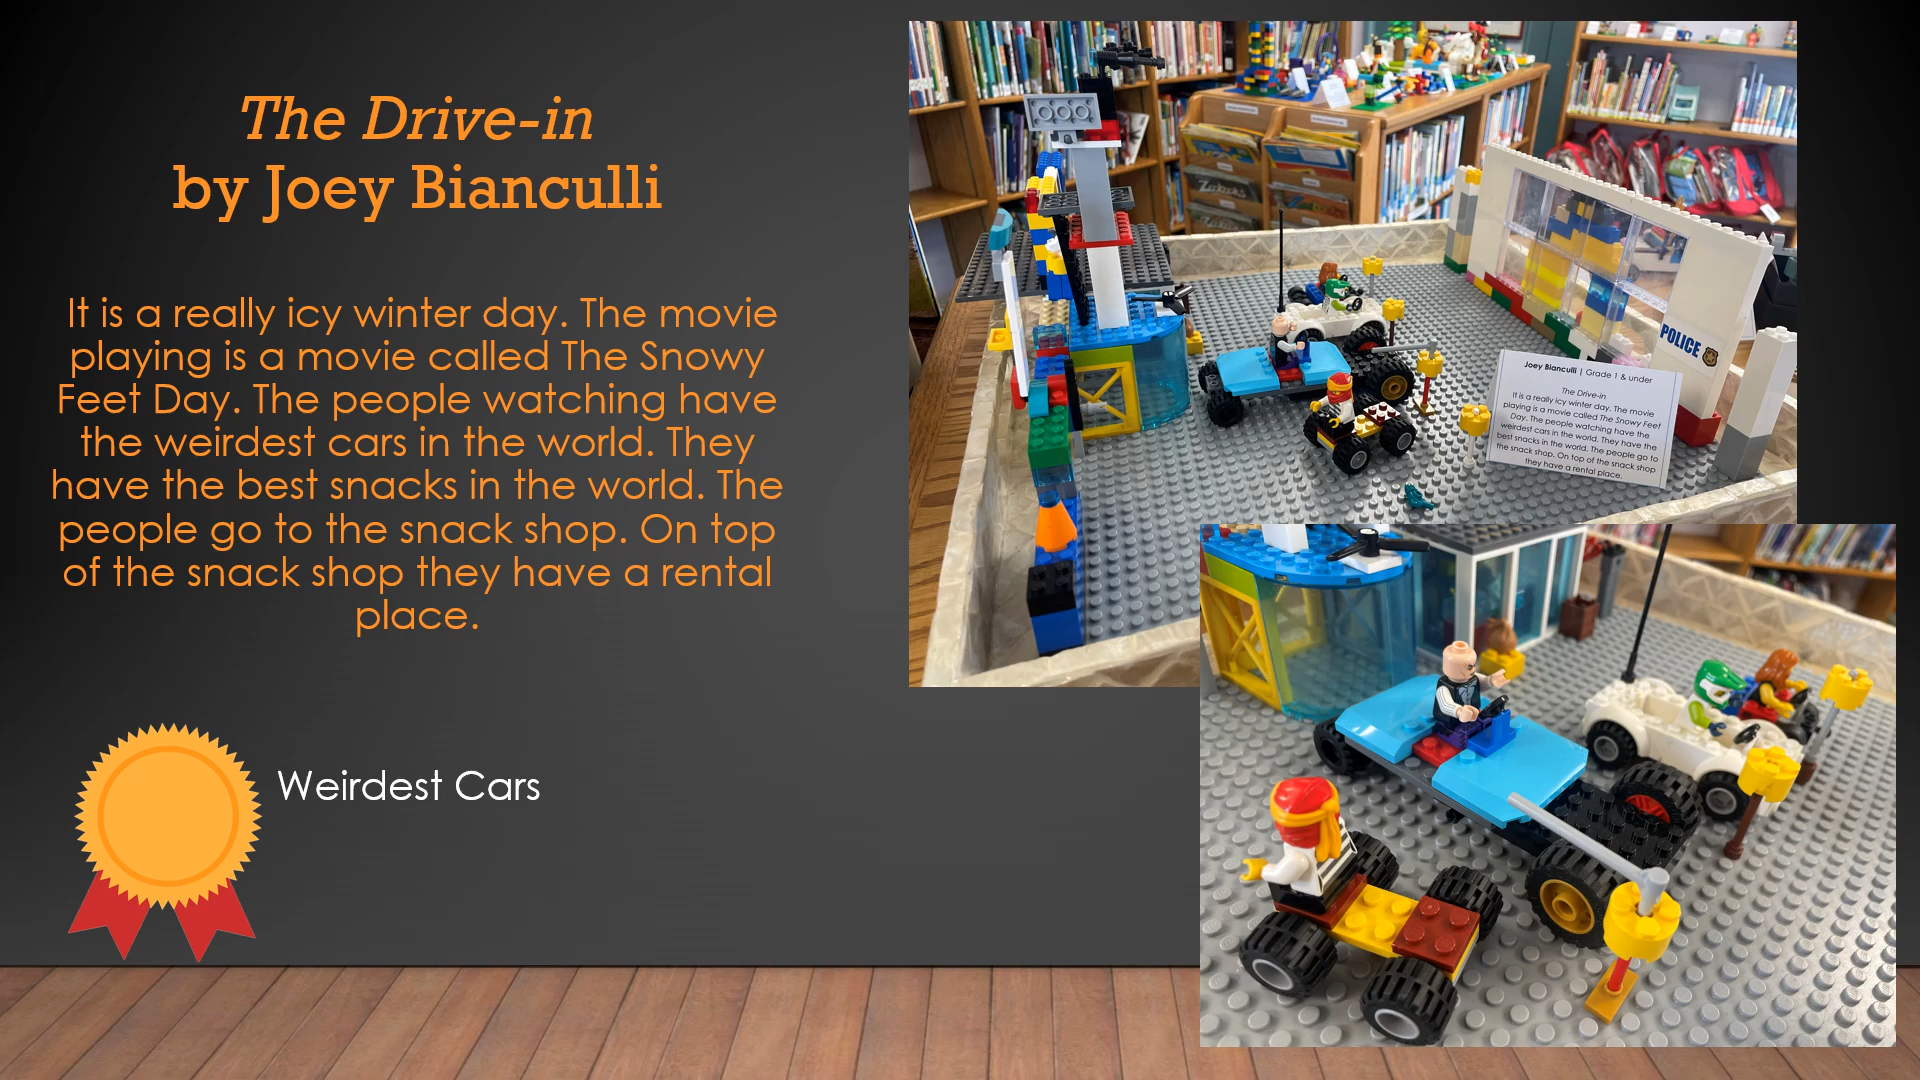 The Drive-in
by Joey Bianculli
It is a really icy winter day. The movie
playing is a movie called The Snowy
Feet Day. The people watching have
the weirdest cars in the world. They
have the best snacks in the world. The
people go to the snack shop. On top
of the snack shop they have a rental
place.
Weirdest Cars
POLICE
Joey Bianculli | Grade 1 & under
The Drive-in
It is a really icy winter day. The movie
playing is a movie called The Snowy Feet
Day. The people watching have the
weirdest cars in the world. They have the
best snacks in the world. The people go to
the snack shop. On top of the snack shop
they have a rental place.